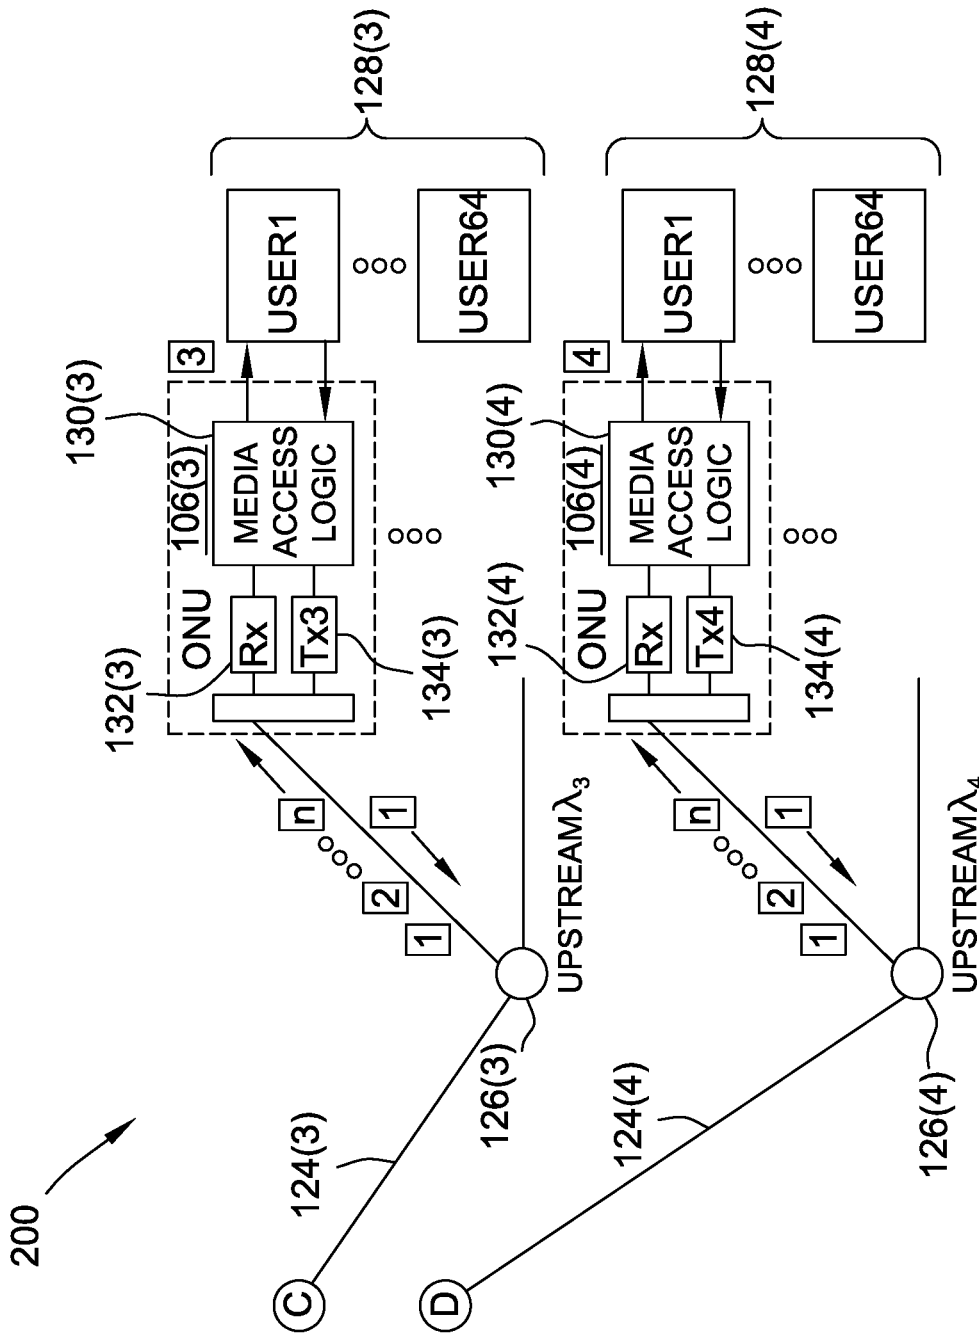 200
C
124(3)
126(3)
UPSTREAMλ3
1
2
n
1
132(3)
ONU
106(3)
130(3)
Rx
Tx3
134(3)
MEDIA
ACCESS
LOGIC
3
USER1
USER64
128(3)
D
124(4)
126(4)
UPSTREAMλ4
1
2
n
1
132(4)
ONU
106(4)
130(4)
Rx
Tx4
134(4)
MEDIA
ACCESS
LOGIC
4
USER1
USER64
128(4)